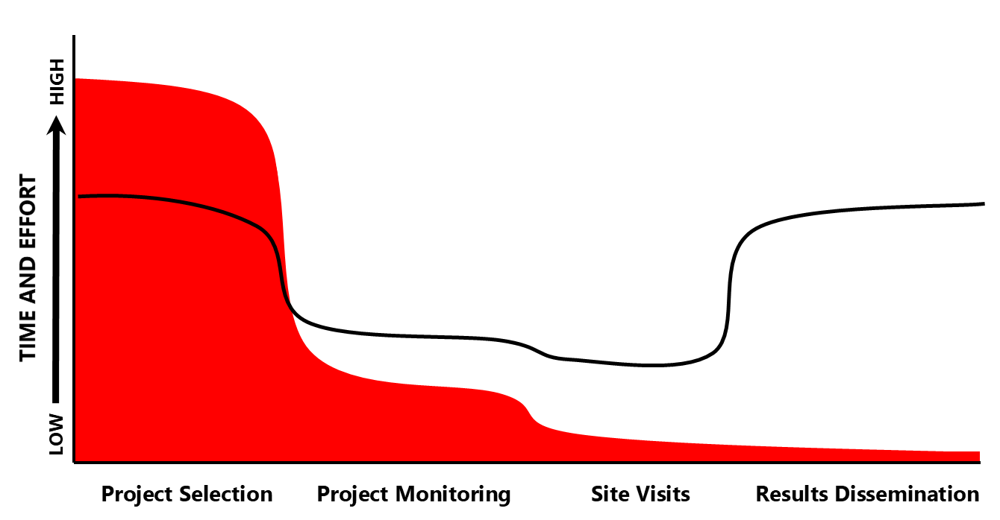 HIGH
TIME AND EFFORT
LOW
Project Selection
Project Monitoring
Site Visits
Results Dissemination